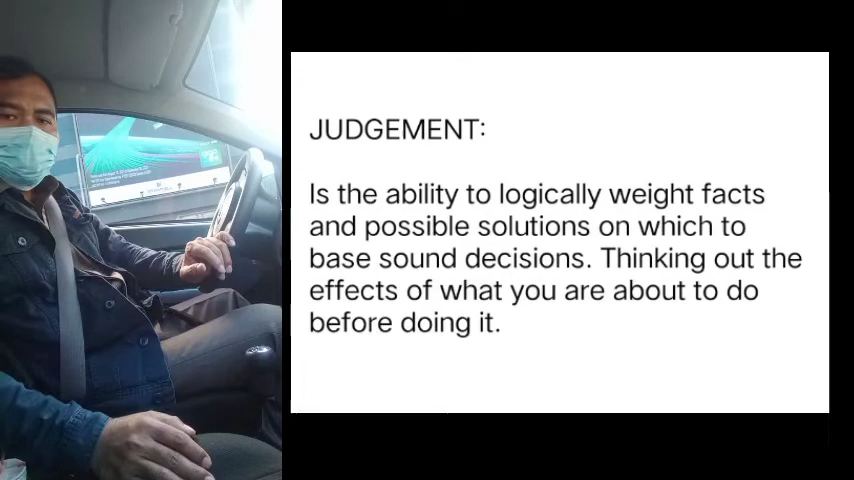 JUDGEMENT:
Is the ability to logically weight facts
and possible solutions on which to
base sound decisions. Thinking out the
effects of what you are about to do
before doing it.